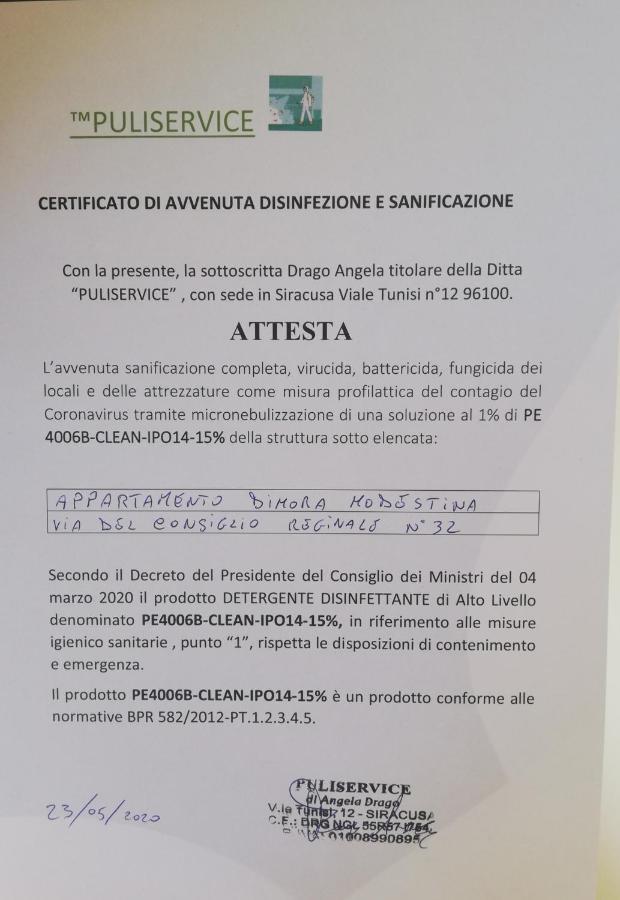 ™PULISERVICE
CERTIFICATO DI AVVENUTA DISINFEZIONE E SANIFICAZIONE
Con la presente, la sottoscritta Drago Angela titolare della Ditta
“PULISERVICE” , con sede in Siracusa Viale Tunisi n°12 96100.
ATTESTA
L’avvenuta sanificazione completa, virucida, battericida, fungicida dei
locali e delle attrezzature come misura profilattica del contagio del
Coronavirus tramite micronebulizzazione di una soluzione al 1% di PE
4006B-CLEAN-IPO14-15% della struttura sotto elencata:
APPARTAMENTO DIMORA MODESTINA
VIA DEL CONSIGLIO REGINALE N° 32
Secondo il Decreto del Presidente del Consiglio dei Ministri del 04
marzo 2020 il prodotto DETERGENTE DISINFETTANTE di Alto Livello
denominato PE4006B-CLEAN-IPO14-15%, in riferimento alle misure
igienico sanitarie , punto “1”, rispetta le disposizioni di contenimento
e emergenza.
Il prodotto PE4006B-CLEAN-IPO14-15% è un prodotto conforme alle
normative BPR 582/2012-PT.1.2.3.4.5.
23/05/2020
PULISERVICE
di Angela Drago
V.le Tunisi, 12 - SIRACUSA
C.F.: DRG NGL
01008990895